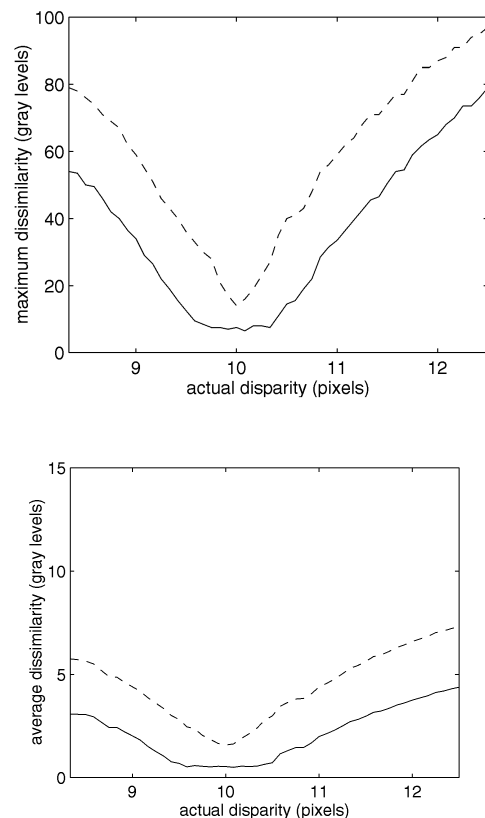 100
80
60
40
20
0
maximum dissimilarity (gray levels)
9 10 11 12
actual disparity (pixels)
15
10
5
0
average dissimilarity (gray levels)
9 10 11 12
actual disparity (pixels)